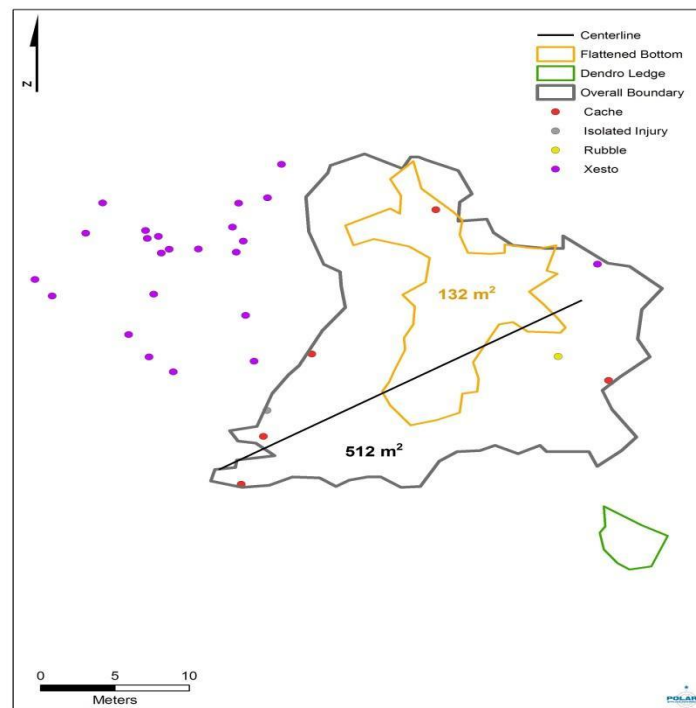 Centerline
Flattened Bottom
Dendro Ledge
Overall Boundary
Cache
Isolated Injury
Rubble
Xesto
N
132 m²
512 m²
0 5 10
Meters
POLARIS